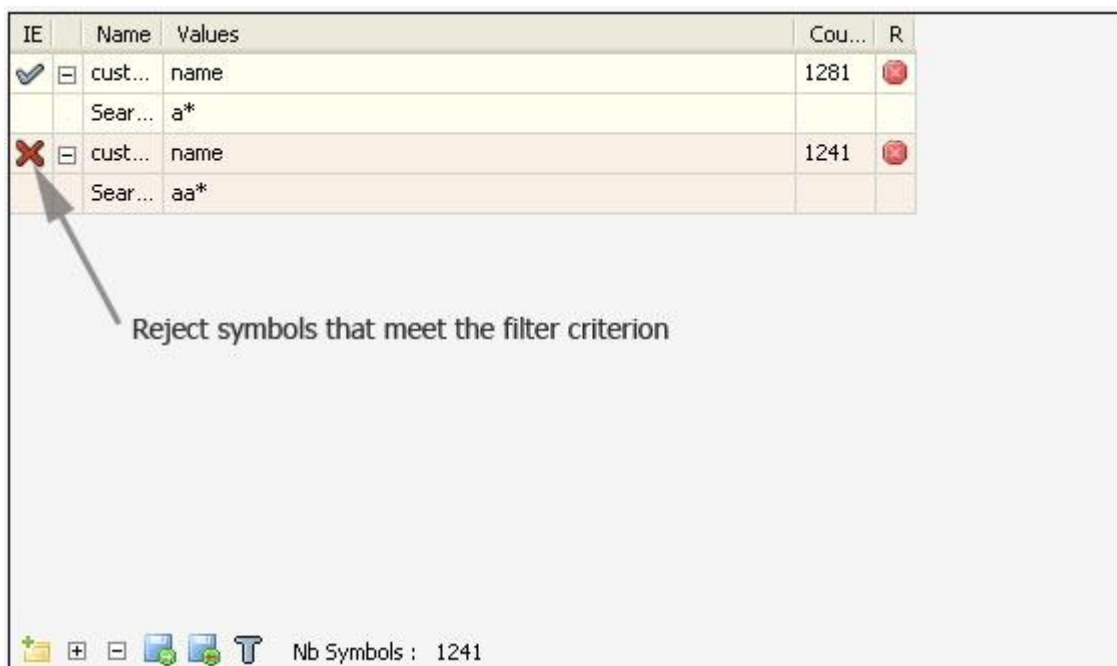 IE Name Values Cou... R
cust... name 1281
Sear... a*
cust... name 1241
Sear... aa*
Reject symbols that meet the filter criterion
Nb Symbols : 1241